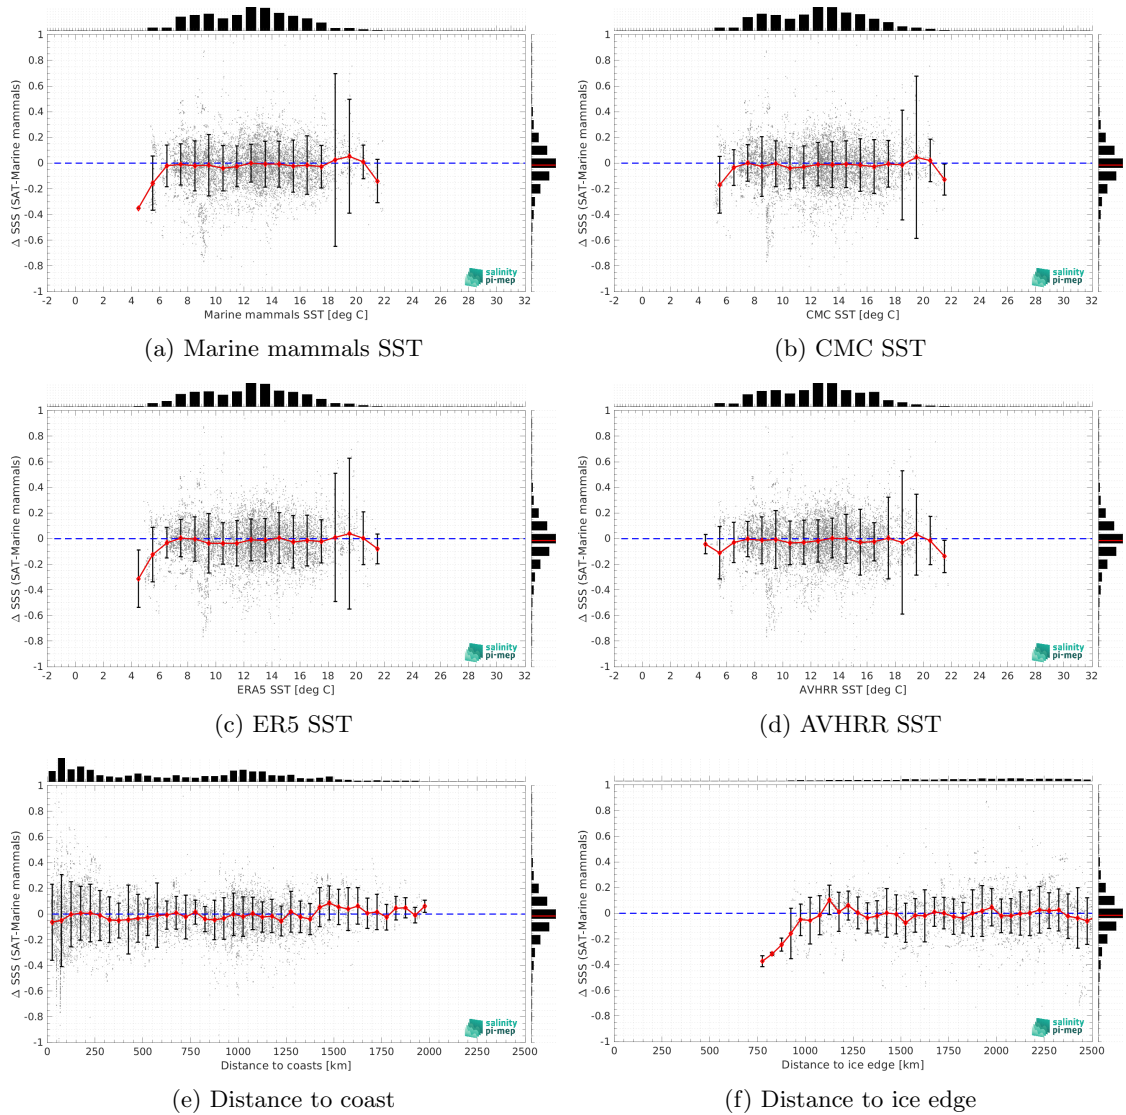 1
0.8
0.6
0.4
0.2
0
-0.2
-0.4
-0.6
-0.8
-1
Δ SSS (SAT-Marine mammals)
salinity
pi-mep
-2 0 2 4 6 8 10 12 14 16 18 20 22 24 26 28 30 32
Marine mammals SST [deg C]
(a) Marine mammals SST
1
0.8
0.6
0.4
0.2
0
-0.2
-0.4
-0.6
-0.8
-1
Δ SSS (SAT-Marine mammals)
salinity
pi-mep
-2 0 2 4 6 8 10 12 14 16 18 20 22 24 26 28 30 32
CMC SST [deg C]
(b) CMC SST
1
0.8
0.6
0.4
0.2
0
-0.2
-0.4
-0.6
-0.8
-1
Δ SSS (SAT-Marine mammals)
salinity
pi-mep
-2 0 2 4 6 8 10 12 14 16 18 20 22 24 26 28 30 32
ERA5 SST [deg C]
(c) ER5 SST
1
0.8
0.6
0.4
0.2
0
-0.2
-0.4
-0.6
-0.8
-1
Δ SSS (SAT-Marine mammals)
salinity
pi-mep
-2 0 2 4 6 8 10 12 14 16 18 20 22 24 26 28 30 32
AVHRR SST [deg C]
(d) AVHRR SST
1
0.8
0.6
0.4
0.2
0
-0.2
-0.4
-0.6
-0.8
-1
Δ SSS (SAT-Marine mammals)
salinity
pi-mep
0 250 500 750 1000 1250 1500 1750 2000 2250 2500
Distance to coasts [km]
(e) Distance to coast
1
0.8
0.6
0.4
0.2
0
-0.2
-0.4
-0.6
-0.8
-1
Δ SSS (SAT-Marine mammals)
salinity
pi-mep
0 250 500 750 1000 1250 1500 1750 2000 2250 2500
Distance to ice edge [km]
(f) Distance to ice edge